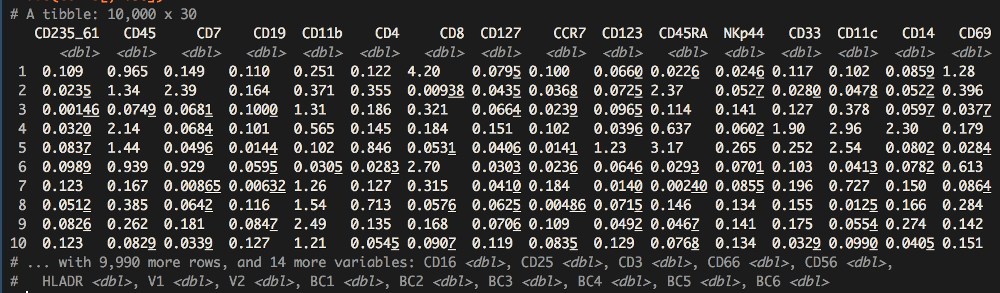 # A tibble: 10,000 x 30
CD235_61 CD45 CD7 CD19 CD11b CD4 CD8 CD127 CCR7 CD123 CD45RA NKp44 CD33 CD11c CD14 CD69
<dbl> <dbl> <dbl> <dbl> <dbl> <dbl> <dbl> <dbl> <dbl> <dbl> <dbl> <dbl> <dbl> <dbl> <dbl> <dbl>
1 0.109 0.965 0.149 0.110 0.251 0.122 4.20 0.0795 0.100 0.0660 0.0226 0.0246 0.117 0.102 0.0859 1.28
2 0.0235 1.34 2.39 0.164 0.371 0.355 0.00938 0.0435 0.0368 0.0725 2.37 0.0527 0.0280 0.0478 0.0522 0.396
3 0.00146 0.0749 0.0681 0.1000 1.31 0.186 0.321 0.0664 0.0239 0.0965 0.114 0.141 0.127 0.378 0.0597 0.0377
4 0.0320 2.14 0.0684 0.101 0.565 0.145 0.184 0.151 0.102 0.0396 0.637 0.0602 1.90 2.96 2.30 0.179
5 0.0837 1.44 0.0496 0.0144 0.102 0.846 0.0531 0.0406 0.0141 1.23 3.17 0.265 0.252 2.54 0.0802 0.0284
6 0.0989 0.939 0.929 0.0595 0.0305 0.0283 2.70 0.0303 0.0236 0.0646 0.0293 0.0701 0.103 0.0413 0.0782 0.613
7 0.123 0.167 0.00865 0.00632 1.26 0.127 0.315 0.0410 0.184 0.0140 0.00240 0.0855 0.196 0.727 0.150 0.0864
8 0.0512 0.385 0.0642 0.116 1.54 0.713 0.0576 0.0625 0.00486 0.0715 0.146 0.134 0.155 0.0125 0.166 0.284
9 0.0826 0.262 0.181 0.0847 2.49 0.135 0.168 0.0706 0.109 0.0492 0.0467 0.141 0.175 0.0554 0.274 0.142
10 0.123 0.0829 0.0339 0.127 1.21 0.0545 0.0907 0.119 0.0835 0.129 0.0768 0.134 0.0329 0.0990 0.0405 0.151
# ... with 9,990 more rows, and 14 more variables: CD16 <dbl>, CD25 <dbl>, CD3 <dbl>, CD66 <dbl>, CD56 <dbl>,
# HLADR <dbl>, V1 <dbl>, V2 <dbl>, BC1 <dbl>, BC2 <dbl>, BC3 <dbl>, BC4 <dbl>, BC5 <dbl>, BC6 <dbl>